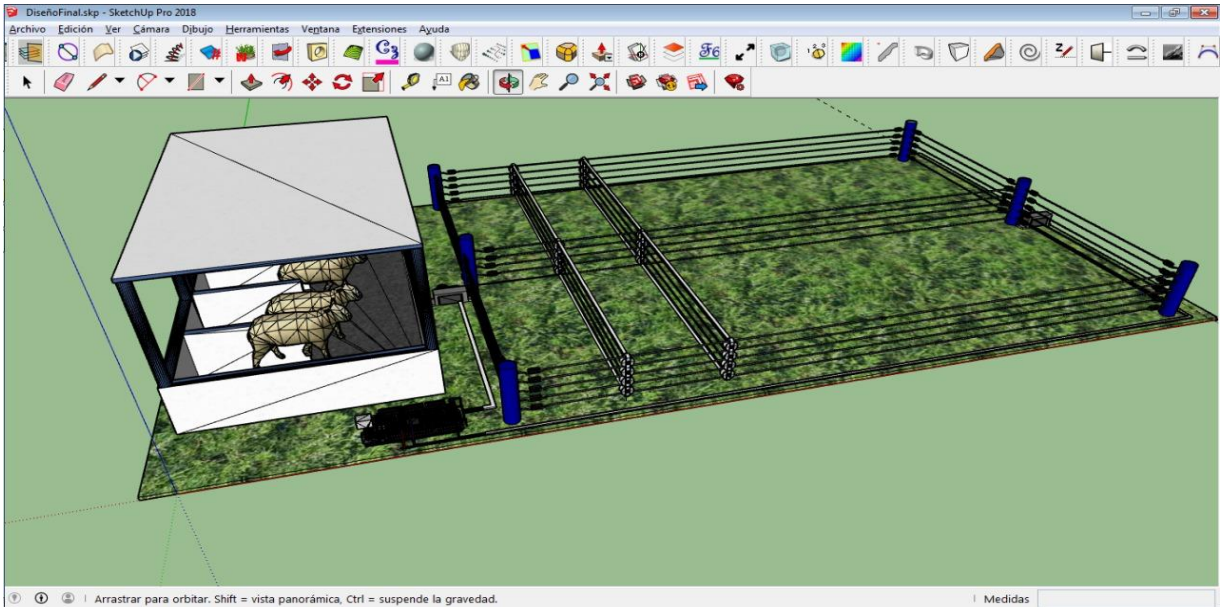 DiseñoFinal.skp - SketchUp Pro 2018
Archivo Edición Ver Cámara Dibujo Herramientas Ventana Extensiones Ayuda
A1
Arrastrar para orbitar. Shift = vista panorámica, Ctrl = suspende la gravedad.
Medidas